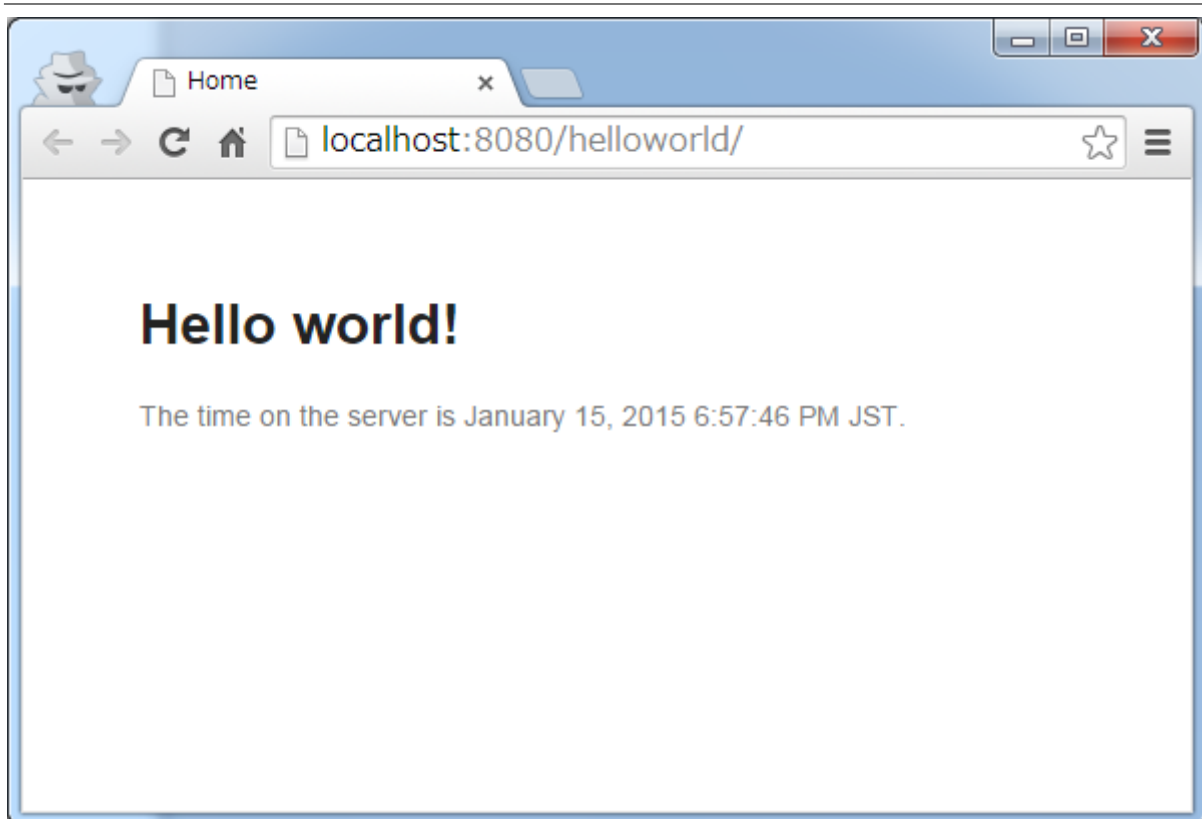 Home
localhost:8080/helloworld/
Hello world!
The time on the server is January 15, 2015 6:57:46 PM JST.